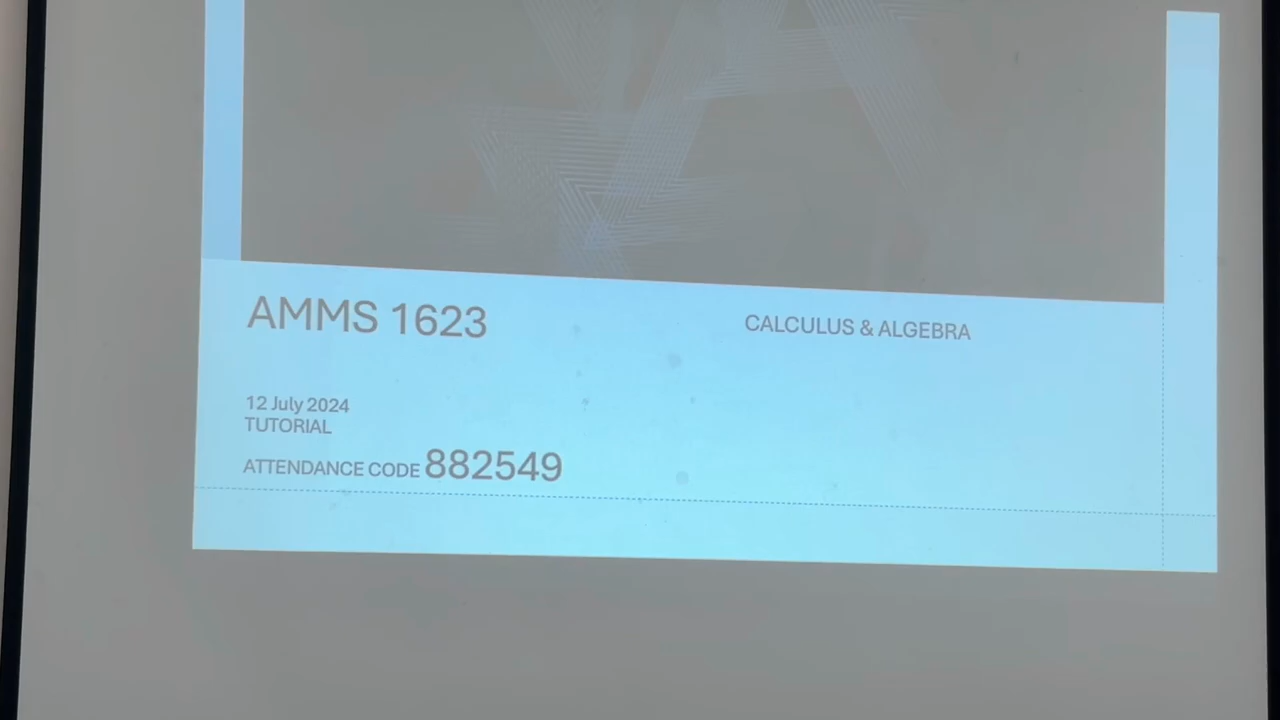 AMMS 1623
CALCULUS & ALGEBRA
12 July 2024
TUTORIAL
ATTENDANCE CODE 882549